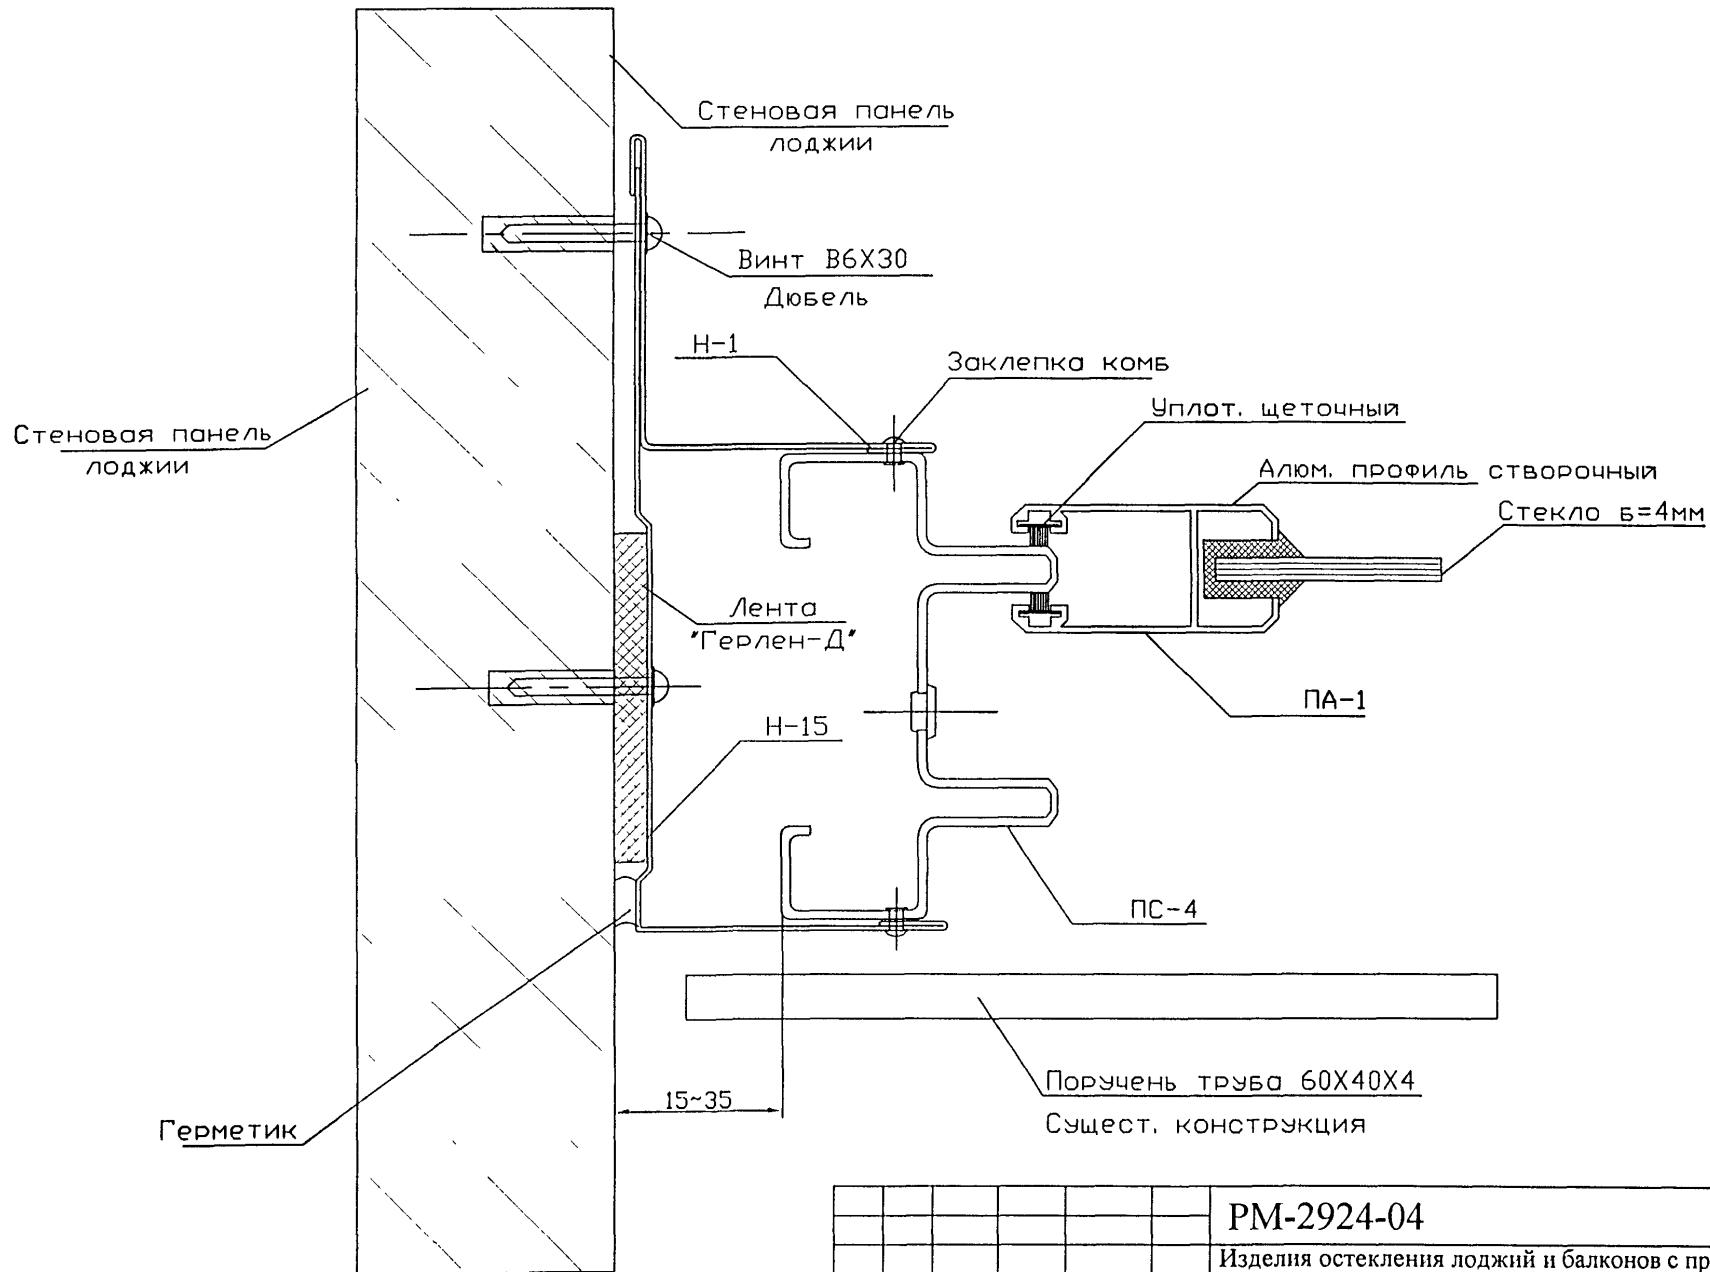 Стеновая панель
лоджии
Винт В6Х30
Дюбель
Н-1
Заклепка комб
Уплот. щеточный
Алюм. профиль створочный
Стекло б=4мм
Стеновая панель
лоджии
Лента
"Герлен-Д"
ПА-1
Н-15
ПС-4
15~35
Поручень труба 60Х40Х4
Сущест. конструкция
Герметик
РМ-2924-04
Изделия остекления лоджий и балконов с пр